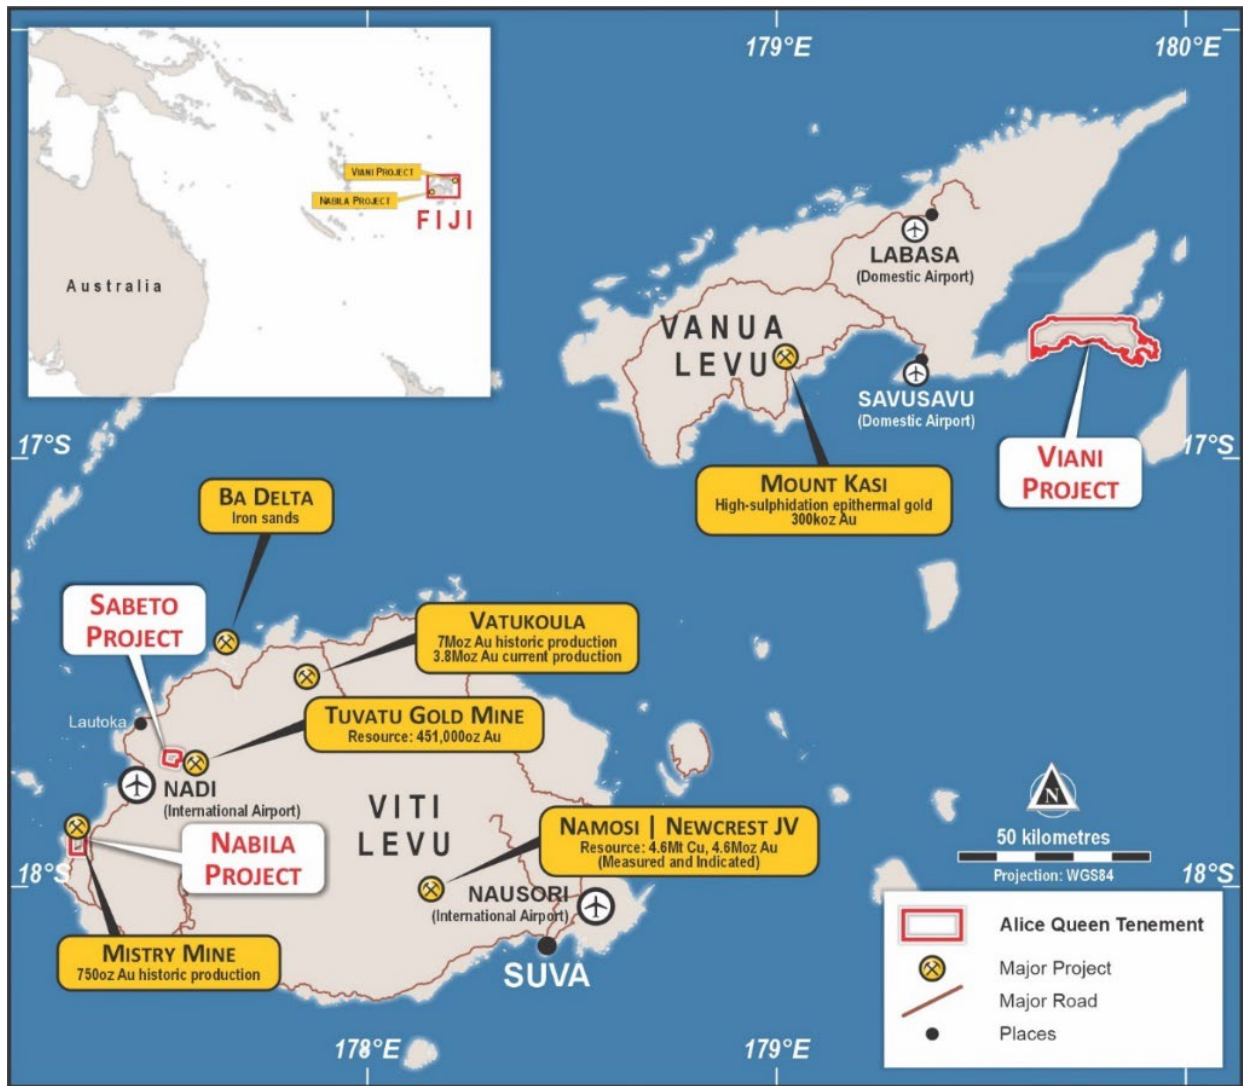 179°E
180°E
VIANI PROJECT
NABILA PROJECT
FIJI
Australia
LABASA
(Domestic Airport)
VANUA
LEVU
SAVUSAVU
(Domestic Airport)
17°S
17°S
VIANI
PROJECT
MOUNT KASI
High-sulphidation epithermal gold
300koz Au
BA DELTA
Iron sands
SABETO
PROJECT
VATUKOULA
7Moz Au historic production
3.8Moz Au current production
Lautoka
TUVATU GOLD MINE
Resource: 451,000oz Au
NADI
(International Airport)
VITI
LEVU
NABILA
PROJECT
NAMOSI | NEWCREST JV
Resource: 4.6Mt Cu, 4.6Moz Au
(Measured and Indicated)
N
50 kilometres
Projection: WGS84
18°S
18°S
NAUSORI
(International Airport)
MISTRY MINE
750oz Au historic production
SUVA
Alice Queen Tenement
Major Project
Major Road
Places
178°E
179°E